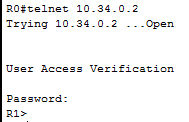 R0#telnet 10.34.0.2
Trying 10.34.0.2 ...Open
User Access Verification
Password:
R1>